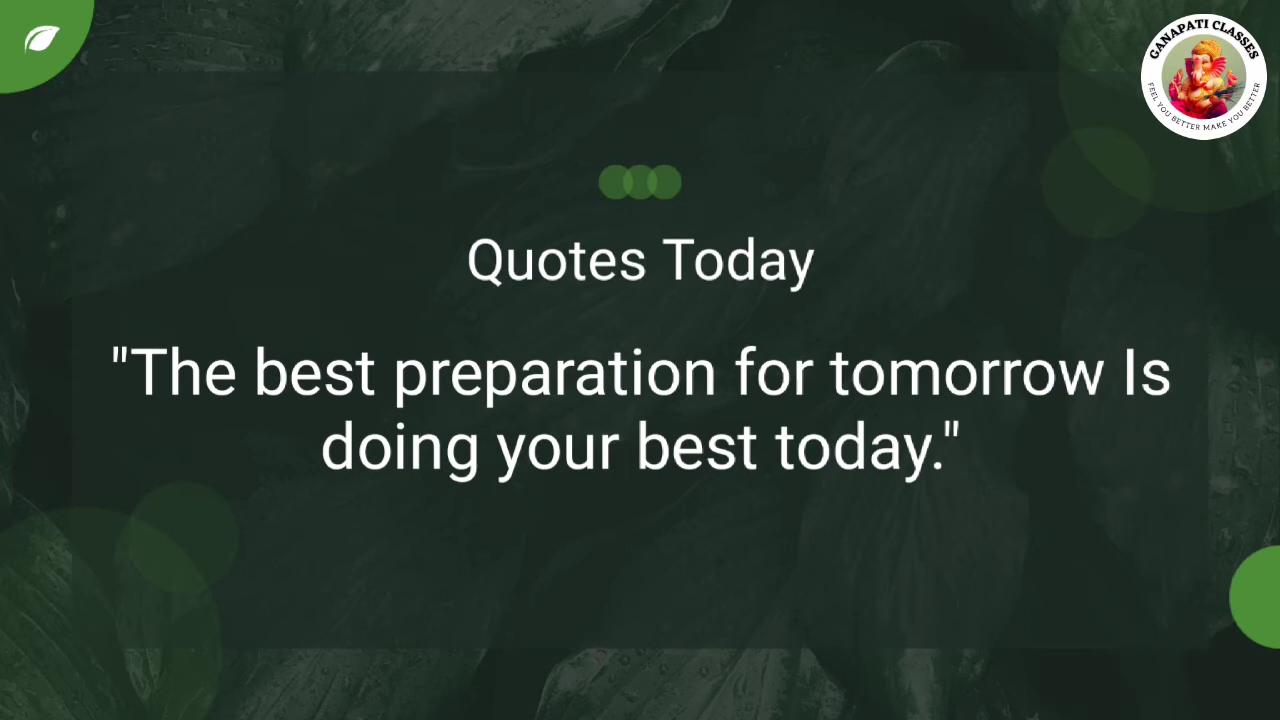 GANAPATI CLASSES
FEEL YOU BETTER MAKE YOU BETTER
Quotes Today
"The best preparation for tomorrow Is
doing your best today."